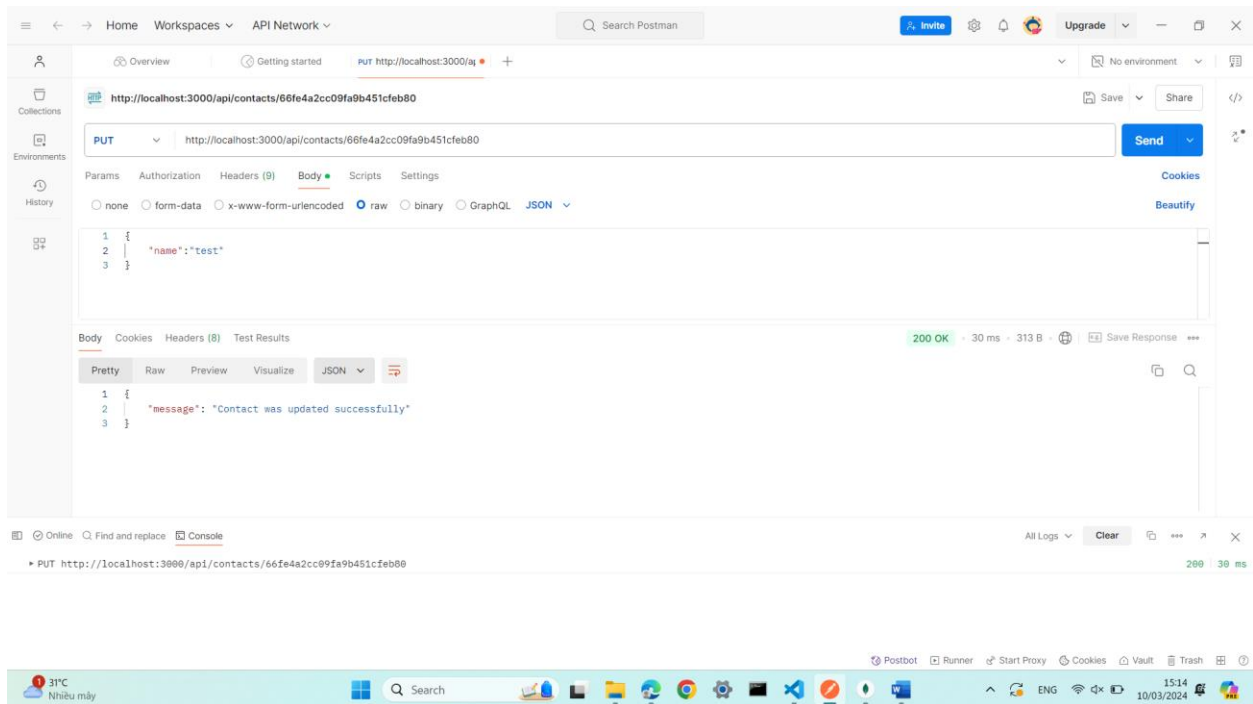 Home Workspaces API Network Search Postman Invite Upgrade
Overview Getting started PUT http://localhost:3000/a No environment
http://localhost:3000/api/contacts/66fe4a2cc09fa9b451cfeb80 Save Share
Collections
PUT http://localhost:3000/api/contacts/66fe4a2cc09fa9b451cfeb80 Send
Environments
Params Authorization Headers (9) Body Scripts Settings Cookies
History
none form-data x-www-form-urlencoded raw binary GraphQL JSON Beautify
1 {
2 "name":"test"
3 }
Body Cookies Headers (8) Test Results 200 OK 30 ms 313 B Save Response
Pretty Raw Preview Visualize JSON
1 {
2 "message": "Contact was updated successfully"
3 }
Online Find and replace Console All Logs Clear
PUT http://localhost:3000/api/contacts/66fe4a2cc09fa9b451cfeb80 200 30 ms
Postbot Runner Start Proxy Cookies Vault Trash
1 31°C
Nhiều mây
Search
ENG
15:14
10/03/2024
PRE